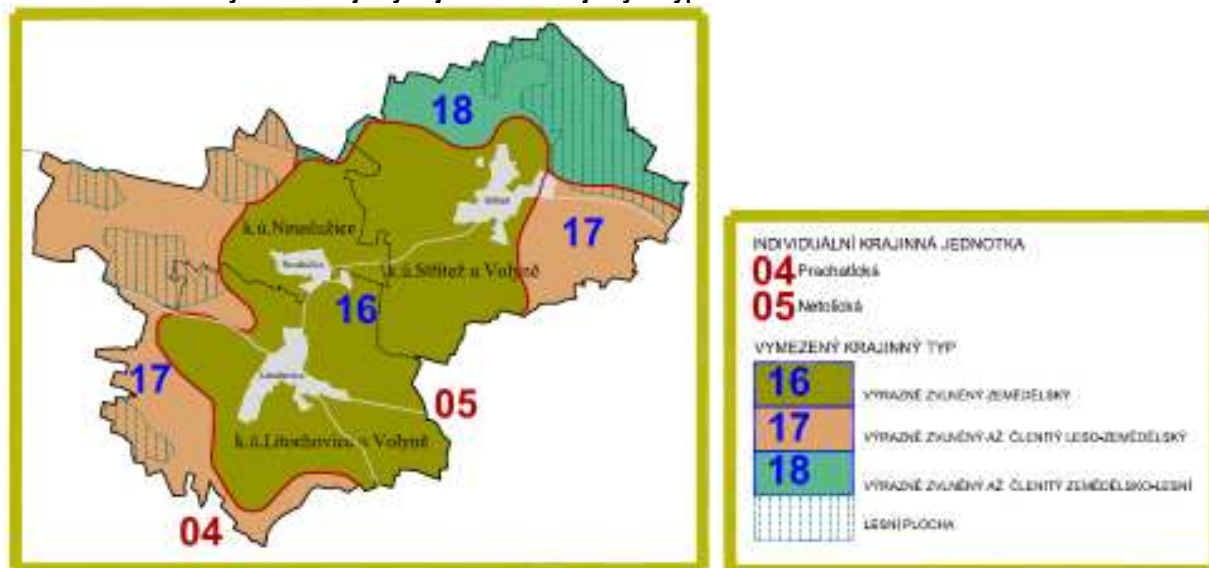 18
17
k.ú.Neuslužice
k.ú.Střítež u Volyně
16
17
05
k.ú.Litochovice u Volyně
04
INDIVIDUÁLNÍ KRAJINNÁ JEDNOTKA
04 Prachatická
05 Netolická
VYMEZENÝ KRAJINNÝ TYP
16 VÝRAZNĚ ZVLNĚNÝ ZEMĚDĚLSKÝ
17 VÝRAZNĚ ZVLNĚNÝ AŽ ČLENITÝ LESO-ZEMĚDĚLSKÝ
18 VÝRAZNĚ ZVLNĚNÝ AŽ ČLENITÝ ZEMĚDĚLSKO-LESNÍ
LESNÍ PLOCHA